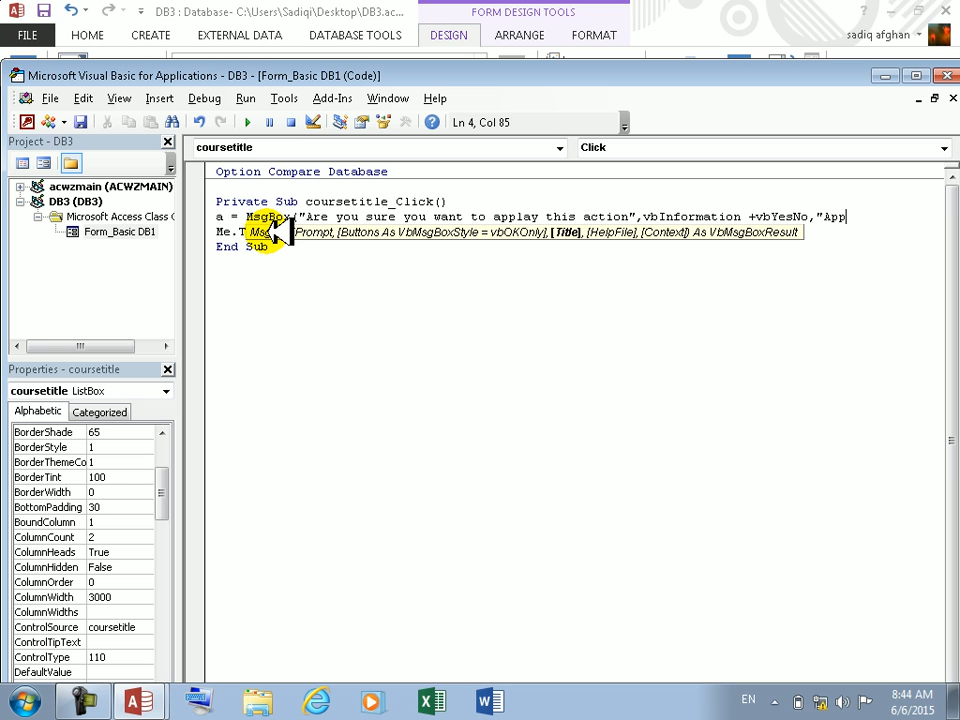 DB3 : Database- C:\Users\Sadiqi\Desktop\DB3.ac...
FORM DESIGN TOOLS
FILE HOME CREATE EXTERNAL DATA DATABASE TOOLS DESIGN ARRANGE FORMAT sadiq afghan
Microsoft Visual Basic for Applications - DB3 - [Form_Basic DB1 (Code)]
File Edit View Insert Debug Run Tools Add-Ins Window Help
Ln 4, Col 85
Project - DB3
coursetitle Click
acwzmain (ACWZMAIN)
DB3 (DB3)
Microsoft Access Class
Form_Basic DB1
Option Compare Database
Private Sub coursetitle_Click()
a = MsgBox("Are you sure you want to applay this action",vbInformation +vbYesNo,"App
Me.T
Prompt, [Buttons As VbMsgBoxStyle = vbOKOnly], [Title], [HelpFile], [Context]) As VbMsgBoxResult
End Sub
Properties - coursetitle
coursetitle ListBox
Alphabetic Categorized
BorderShade 65
BorderStyle 1
BorderThemeCo 1
BorderTint 100
BorderWidth 0
BottomPadding 30
BoundColumn 1
ColumnCount 2
ColumnHeads True
ColumnHidden False
ColumnOrder 0
ColumnWidth 3000
ColumnWidths
ControlSource coursetitle
ControlTipText
ControlType 110
DefaultValue
EN
8:44 AM
6/6/2015